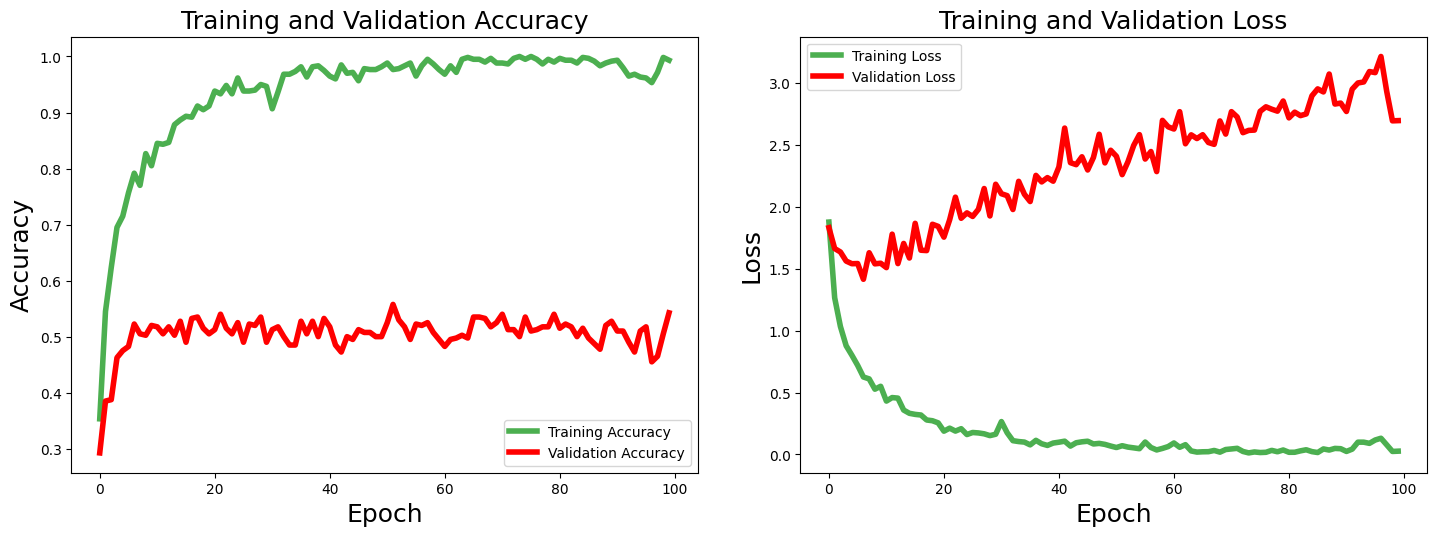 Training and Validation Accuracy
Accuracy
1.0
0.9
0.8
0.7
0.6
0.5
0.4
0.3
0
20
40
60
80
100
Epoch
Training Accuracy
Validation Accuracy
Training and Validation Loss
Loss
3.0
2.5
2.0
1.5
1.0
0.5
0.0
0
20
40
60
80
100
Epoch
Training Loss
Validation Loss